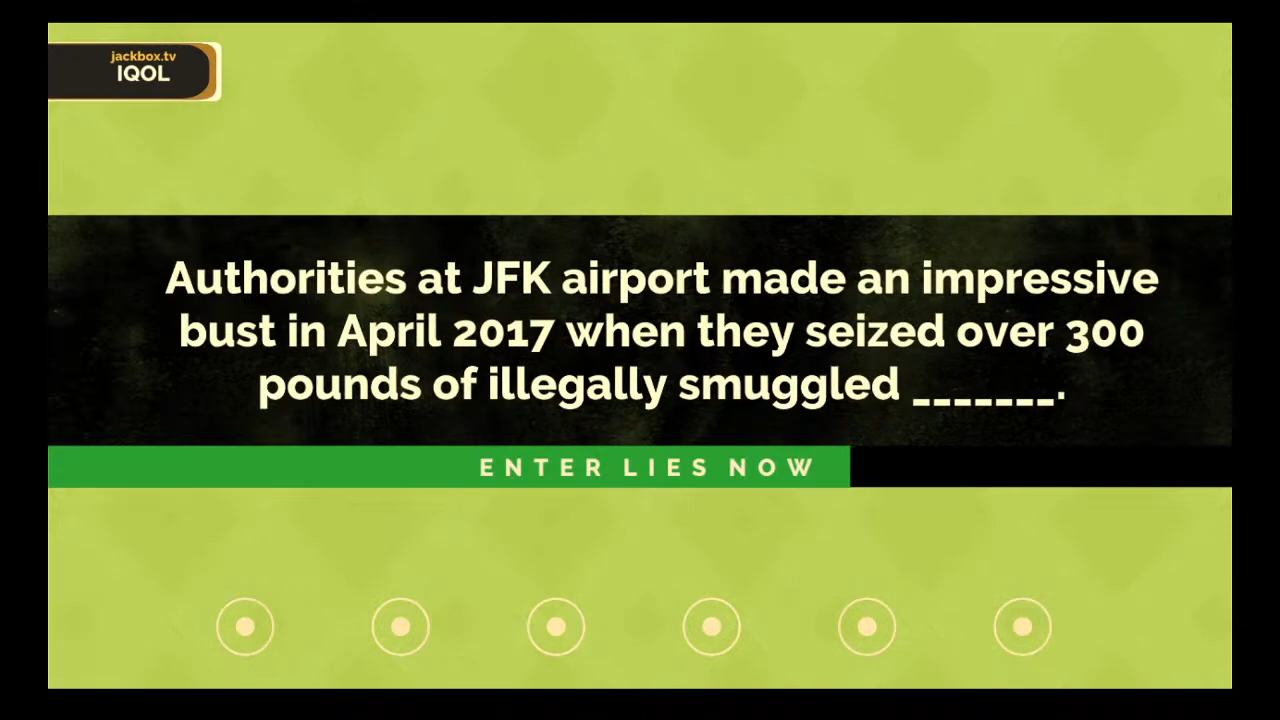 jackbox.tv
IQOL
Authorities at JFK airport made an impressive
bust in April 2017 when they seized over 300
pounds of illegally smuggled _______.
ENTER LIES NOW